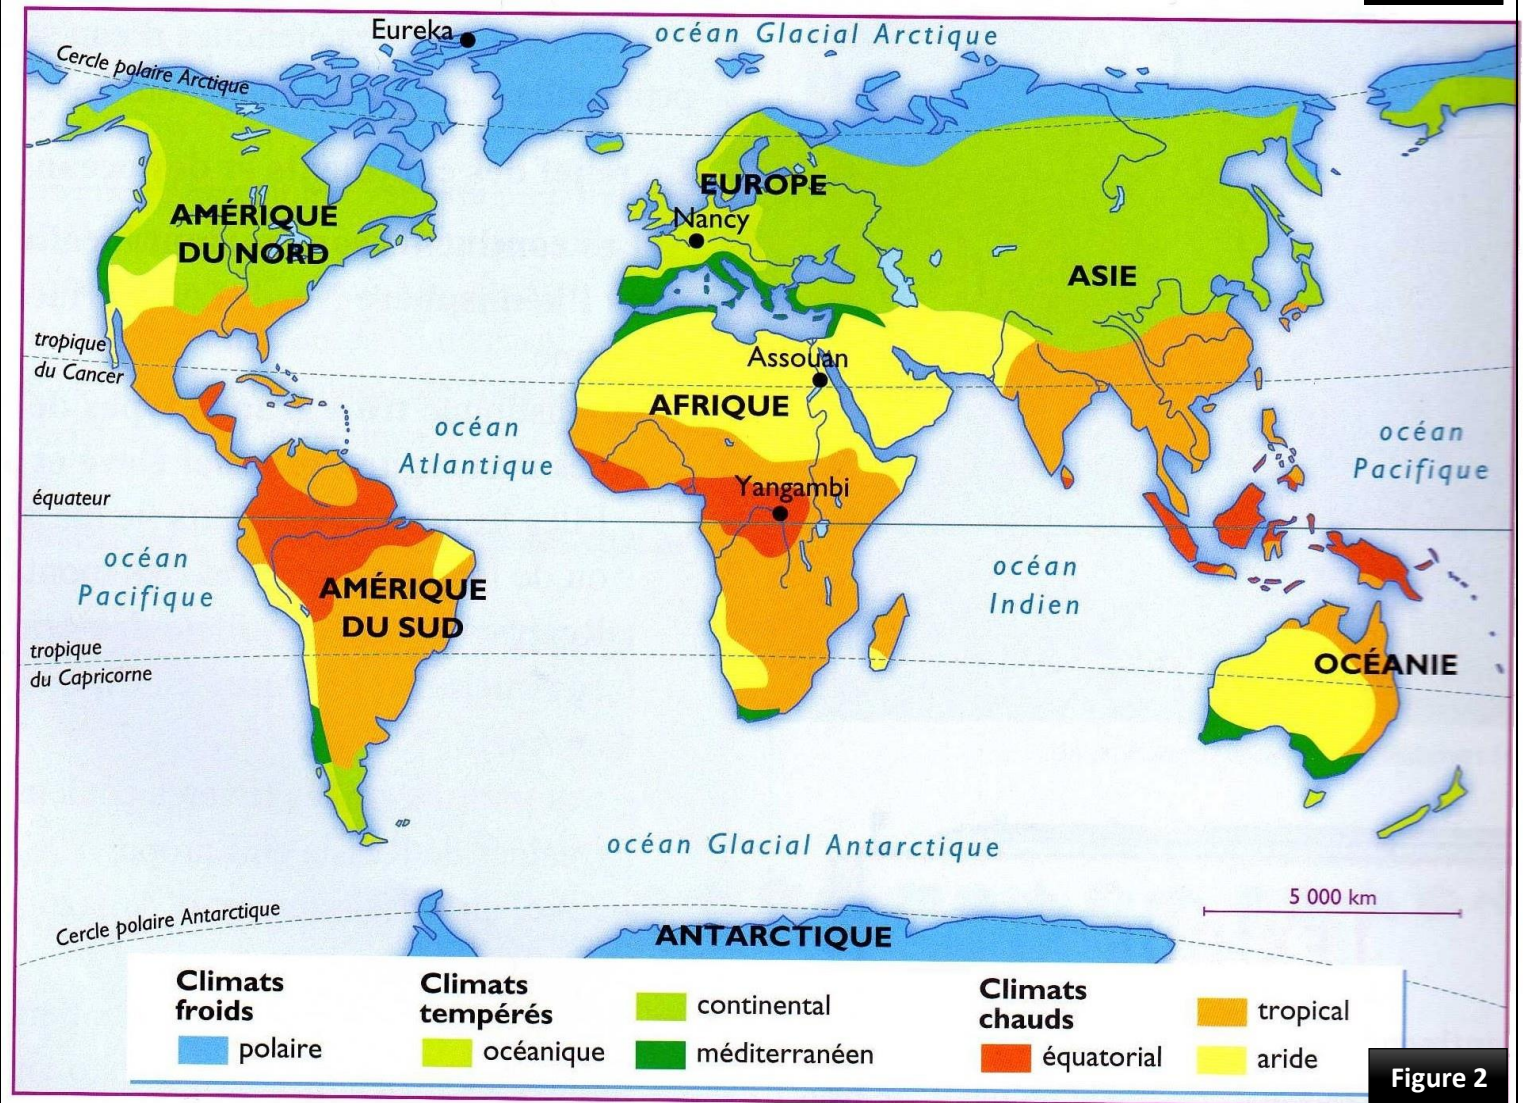 Eureka
océan Glacial Arctique
Cercle polaire Arctique
EUROPE
Nancy
AMÉRIQUE
DU NORD
ASIE
tropique
du Cancer
Assouan
AFRIQUE
océan
Atlantique
océan
Pacifique
équateur
Yangambi
océan
Pacifique
AMÉRIQUE
DU SUD
océan
Indien
tropique
du Capricorne
OCÉANIE
océan Glacial Antarctique
5 000 km
Cercle polaire Antarctique
ANTARCTIQUE
Climats
froids
polaire
Climats
tempérés
océanique
continental
méditerranéen
Climats
chauds
équatorial
tropical
aride
Figure 2